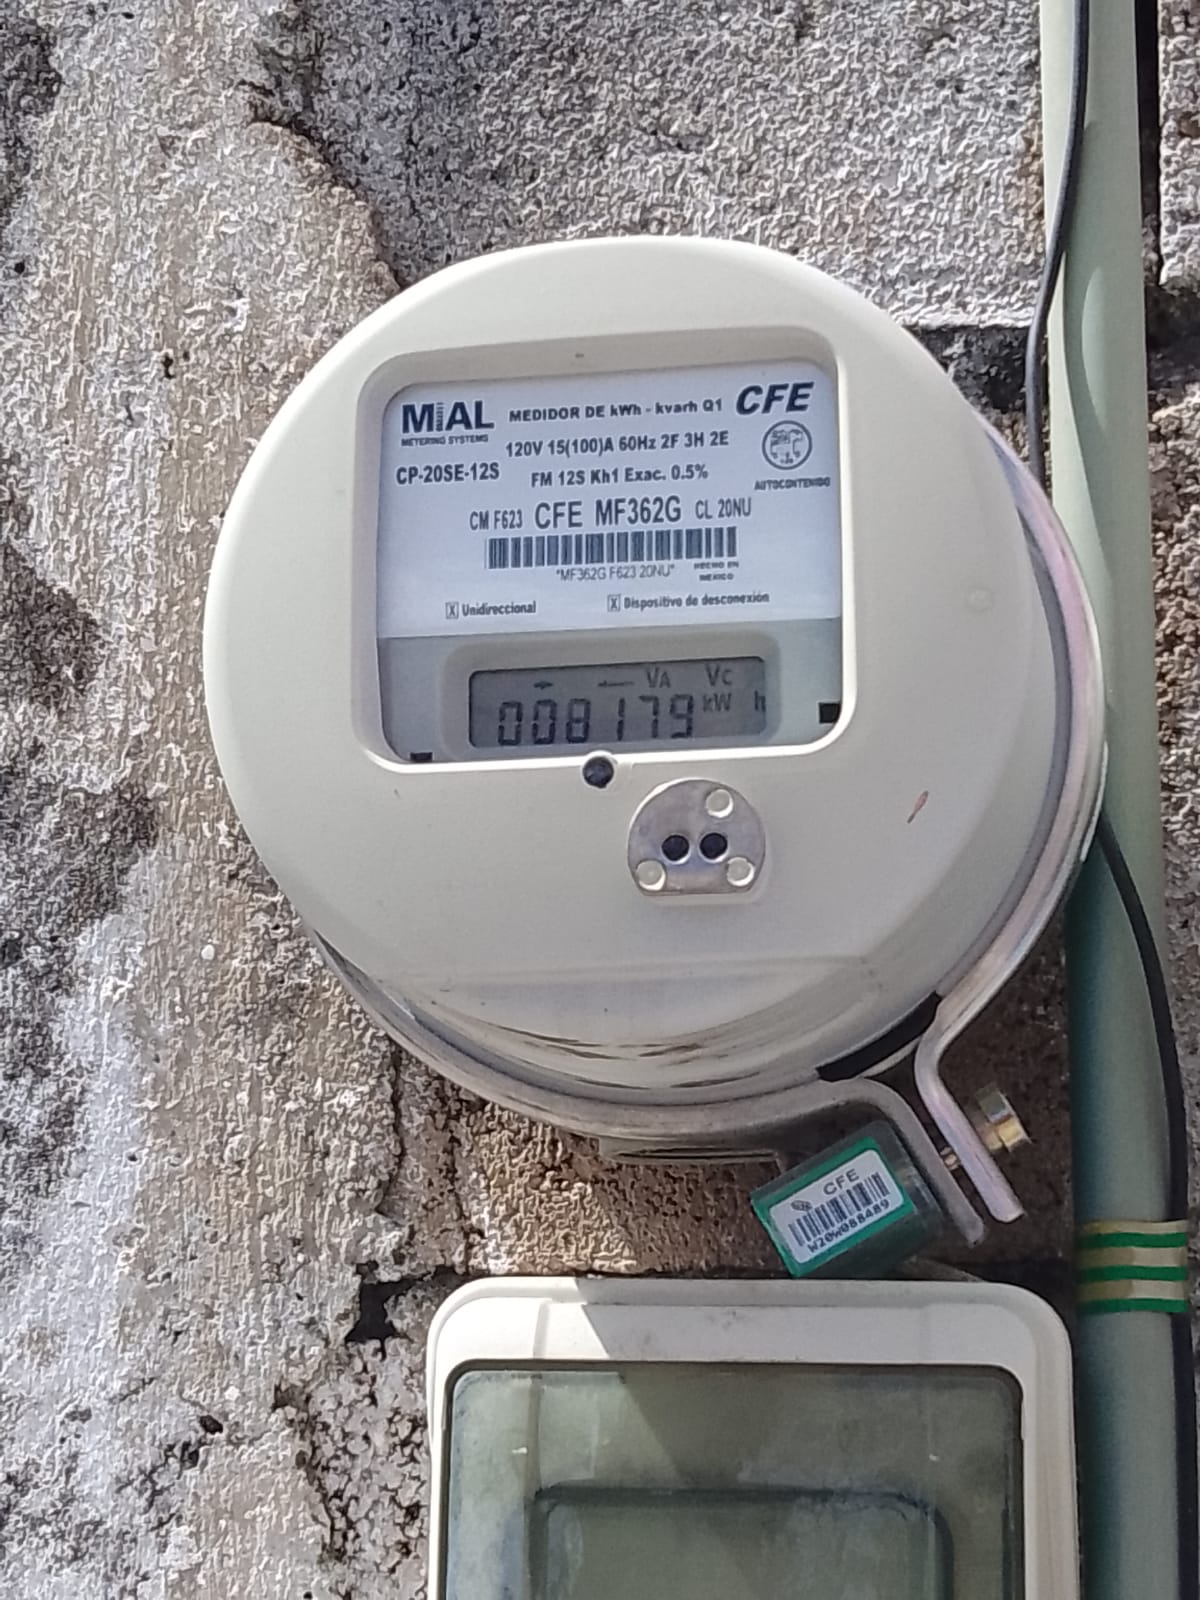 MIAL MEDIDOR DE kWh - kvarh Q1 CFE
METERING SYSTEMS
120V 15(100)A 60Hz 2F 3H 2E
CP-20SE-12S FM 12S Kh1 Exac. 0.5%
AUTOCONTENIDO
CM F623 CFE MF362G CL 20NU
"MF362G F623 20NU" HECHO EN
MEXICO
X Unidireccional X Dispositivo de desconexión
VA VC
008179 kW h
CFE
W20W088489